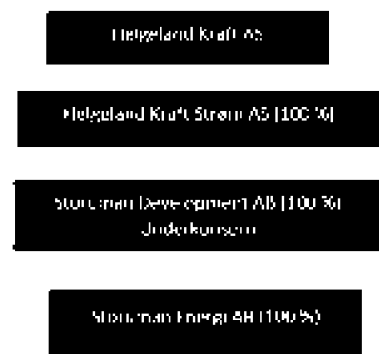 Helgeland Kraft AS
Helgeland Kraft Strøm AS (100 %)
Storuman Development AB (100 %)
Underkonsern
Storuman Energi AB (100 %)